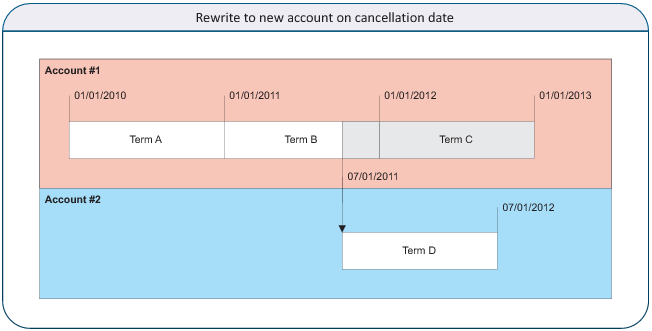 Rewrite to new account on cancellation date
Account #1
01/01/2010
01/01/2011
01/01/2012
01/01/2013
Term A
Term B
Term C
07/01/2011
Account #2
07/01/2012
Term D